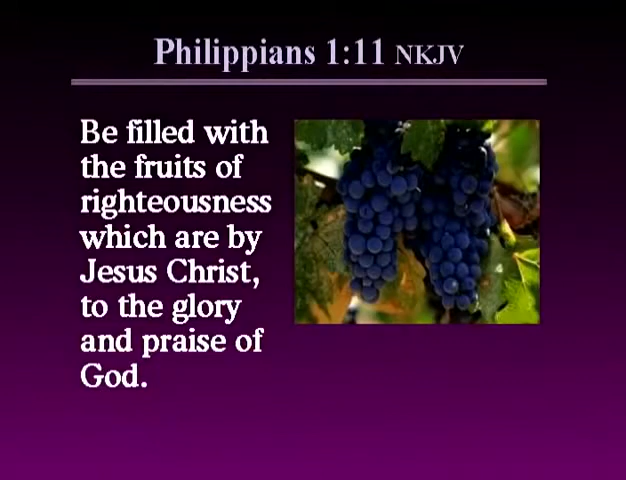 Philippians 1:11 NKJV
Be filled with
the fruits of
righteousness
which are by
Jesus Christ,
to the glory
and praise of
God.